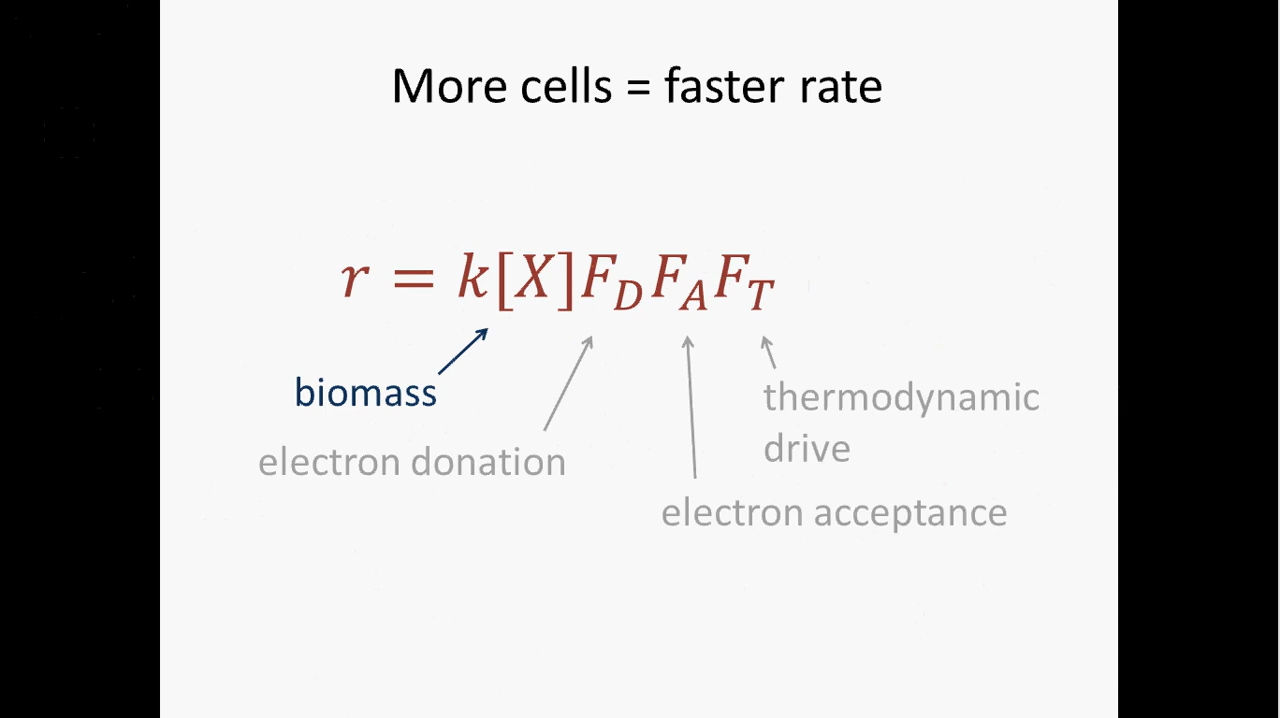 More cells = faster rate
r = k[X]F_D F_A F_T
biomass
electron donation
thermodynamic
drive
electron acceptance